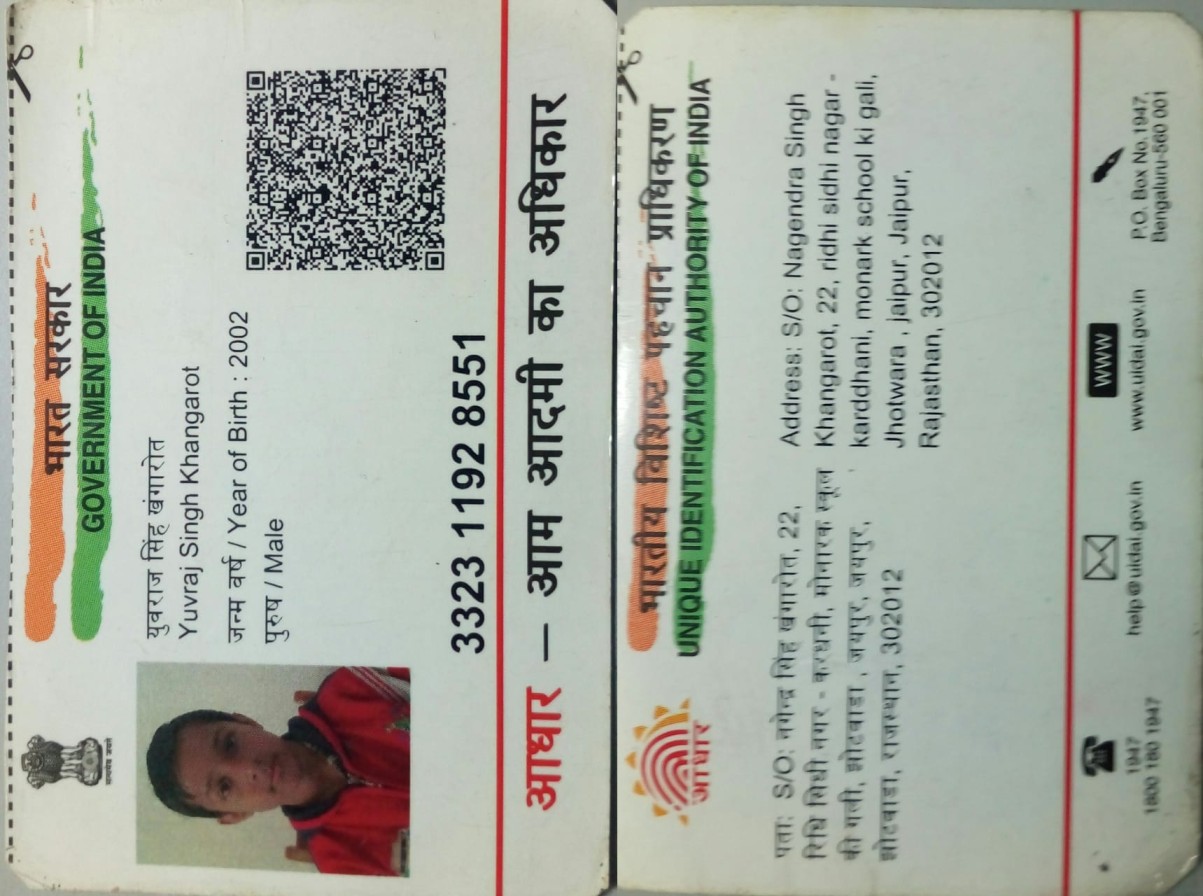 भारत सरकार
GOVERNMENT OF INDIA
युवराज सिंह खंगारोत
Yuvraj Singh Khangarot
जन्म वर्ष / Year of Birth : 2002
पुरुष / Male
3323 1192 8551
आधार – आम आदमी का अधिकार
भारतीय विशिष्ट पहचान प्राधिकरण
UNIQUE IDENTIFICATION AUTHORITY OF INDIA
आधार
पता: S/O: नगेन्द्र सिंह खंगारोत, 22,
रिधि सिधी नगर - करधनी, मोनारक स्कूल
की गली, झोटवाडा , जयपुर, जयपुर,
झोटवाडा, राजस्थान, 302012
Address: S/O: Nagendra Singh
Khangarot, 22, ridhi sidhi nagar -
karddhani, monark school ki gali,
Jhotwara , jaipur, Jaipur,
Rajasthan, 302012
1947
1800 180 1947
help@uidai.gov.in
WWW
www.uidai.gov.in
P.O. Box No.1947,
Bengaluru-560 001